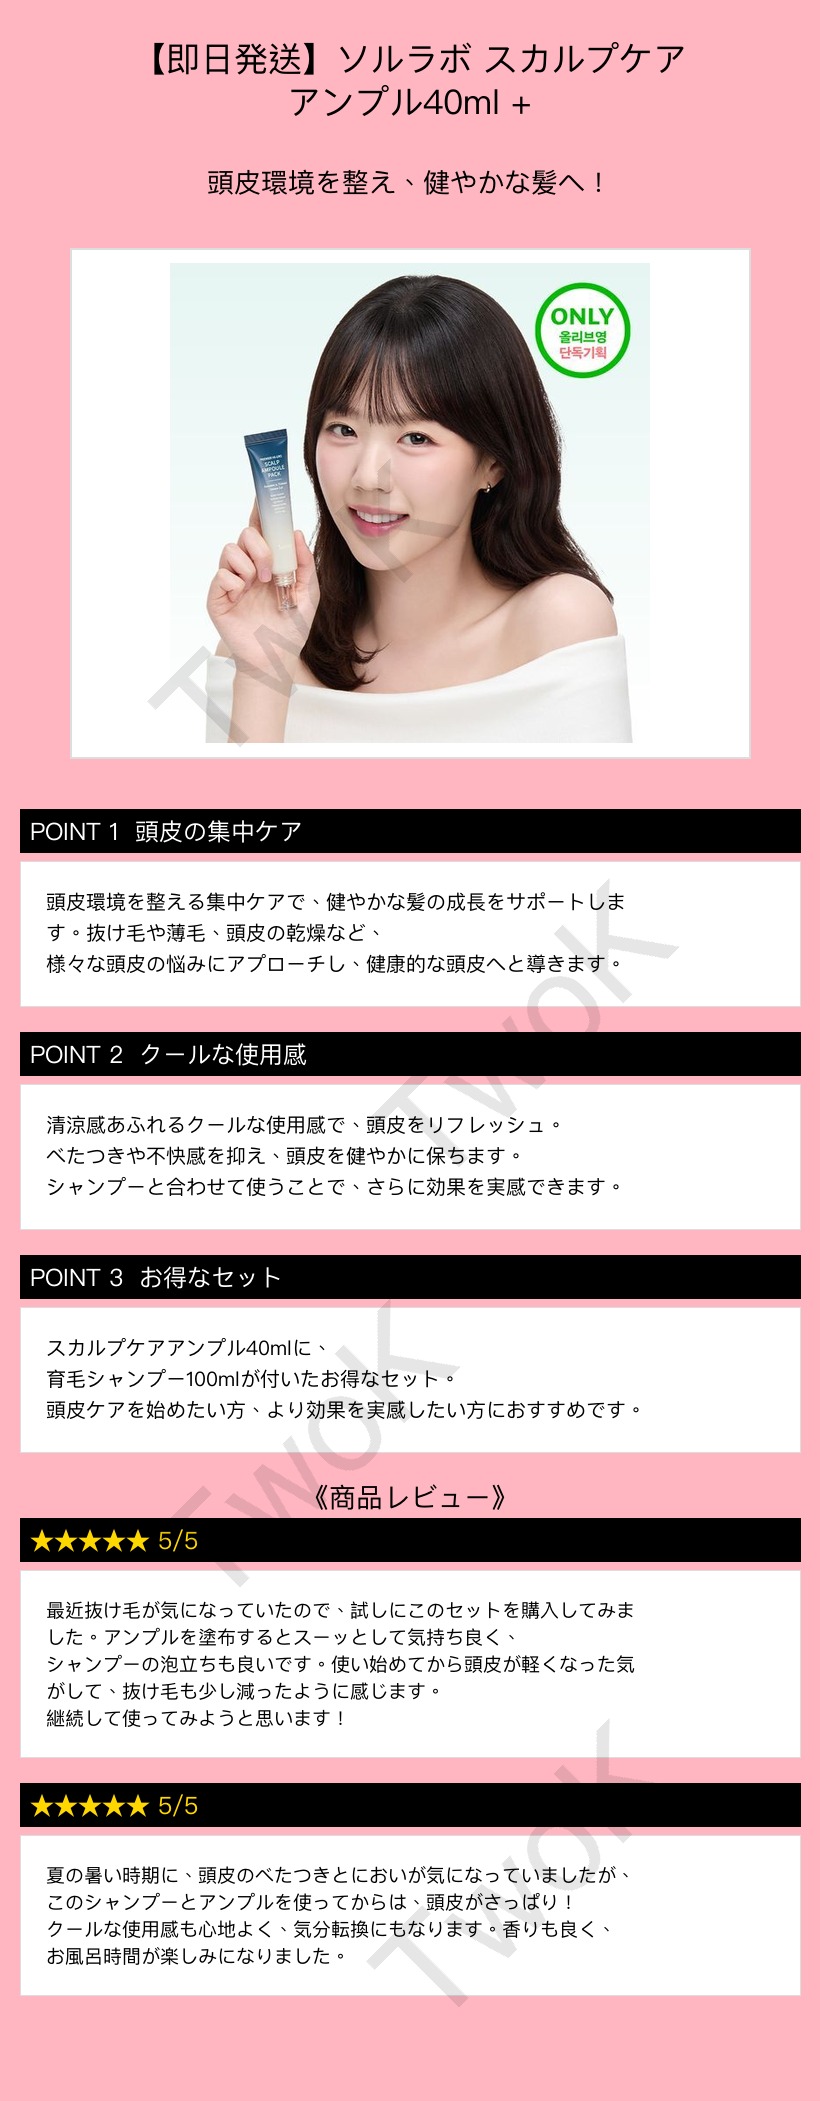 【即日発送】ソルラボ スカルプケア
アンプル40ml +
頭皮環境を整え、健やかな髪へ！
ONLY
올리브영
단독기획
SCALP
AMPOULE
PACK
TwoK
POINT 1 頭皮の集中ケア
頭皮環境を整える集中ケアで、健やかな髪の成長をサポートしま
す。抜け毛や薄毛、頭皮の乾燥など、
様々な頭皮の悩みにアプローチし、健康的な頭皮へと導きます。
TwoK
POINT 2 クールな使用感
清涼感あふれるクールな使用感で、頭皮をリフレッシュ。
べたつきや不快感を抑え、頭皮を健やかに保ちます。
シャンプーと合わせて使うことで、さらに効果を実感できます。
POINT 3 お得なセット
スカルプケアアンプル40mlに、
育毛シャンプー100mlが付いたお得なセット。
頭皮ケアを始めたい方、より効果を実感したい方におすすめです。
TwoK
《商品レビュー》
★★★★★ 5/5
最近抜け毛が気になっていたので、試しにこのセットを購入してみま
した。アンプルを塗布するとスーッとして気持ち良く、
シャンプーの泡立ちも良いです。使い始めてから頭皮が軽くなった気
がして、抜け毛も少し減ったように感じます。
継続して使ってみようと思います！
★★★★★ 5/5
夏の暑い時期に、頭皮のべたつきとにおいが気になっていましたが、
このシャンプーとアンプルを使ってからは、頭皮がさっぱり！
クールな使用感も心地よく、気分転換にもなります。香りも良く、
お風呂時間が楽しみになりました。
TwoK